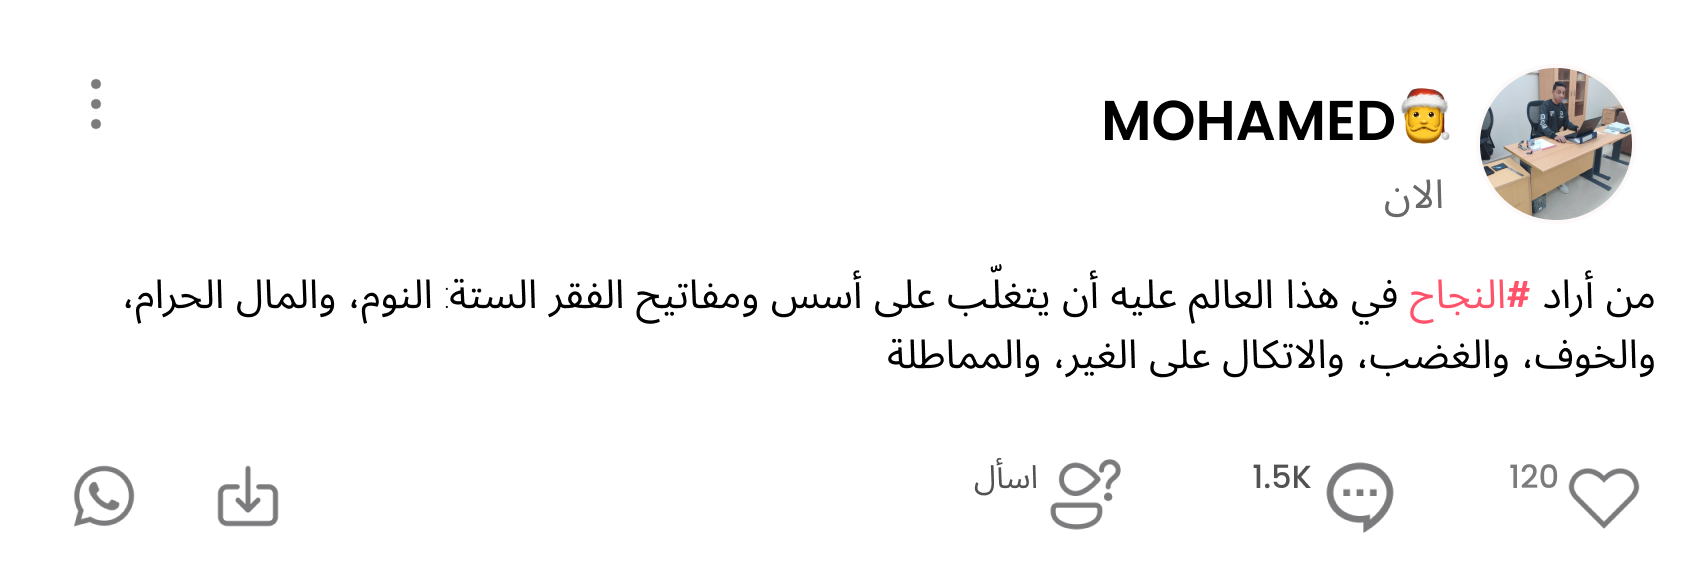 MOHAMED🎅
الان
من أراد #النجاح في هذا العالم عليه أن يتغلّب على أسس ومفاتيح الفقر الستة: النوم، والمال الحرام،
والخوف، والغضب، والاتكال على الغير، والمماطلة
120
1.5K
اسأل